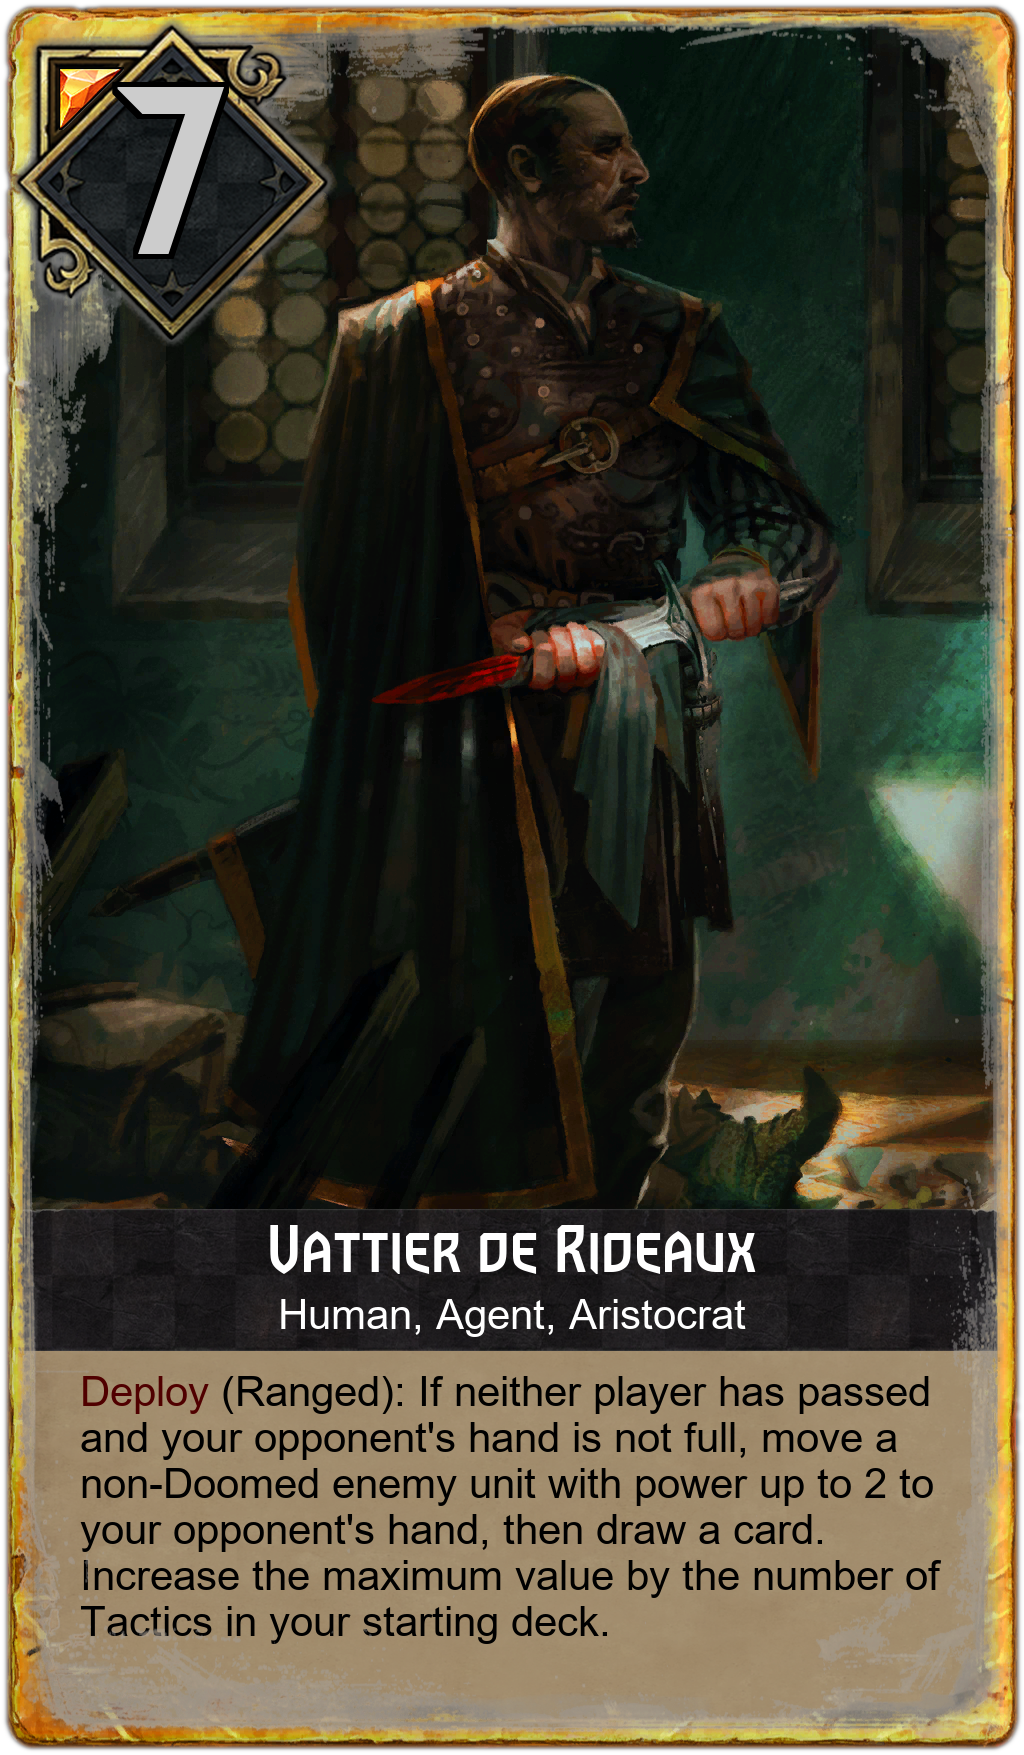 7
Vattier de Rideaux
Human, Agent, Aristocrat
Deploy (Ranged): If neither player has passed
and your opponent's hand is not full, move a
non-Doomed enemy unit with power up to 2 to
your opponent's hand, then draw a card.
Increase the maximum value by the number of
Tactics in your starting deck.